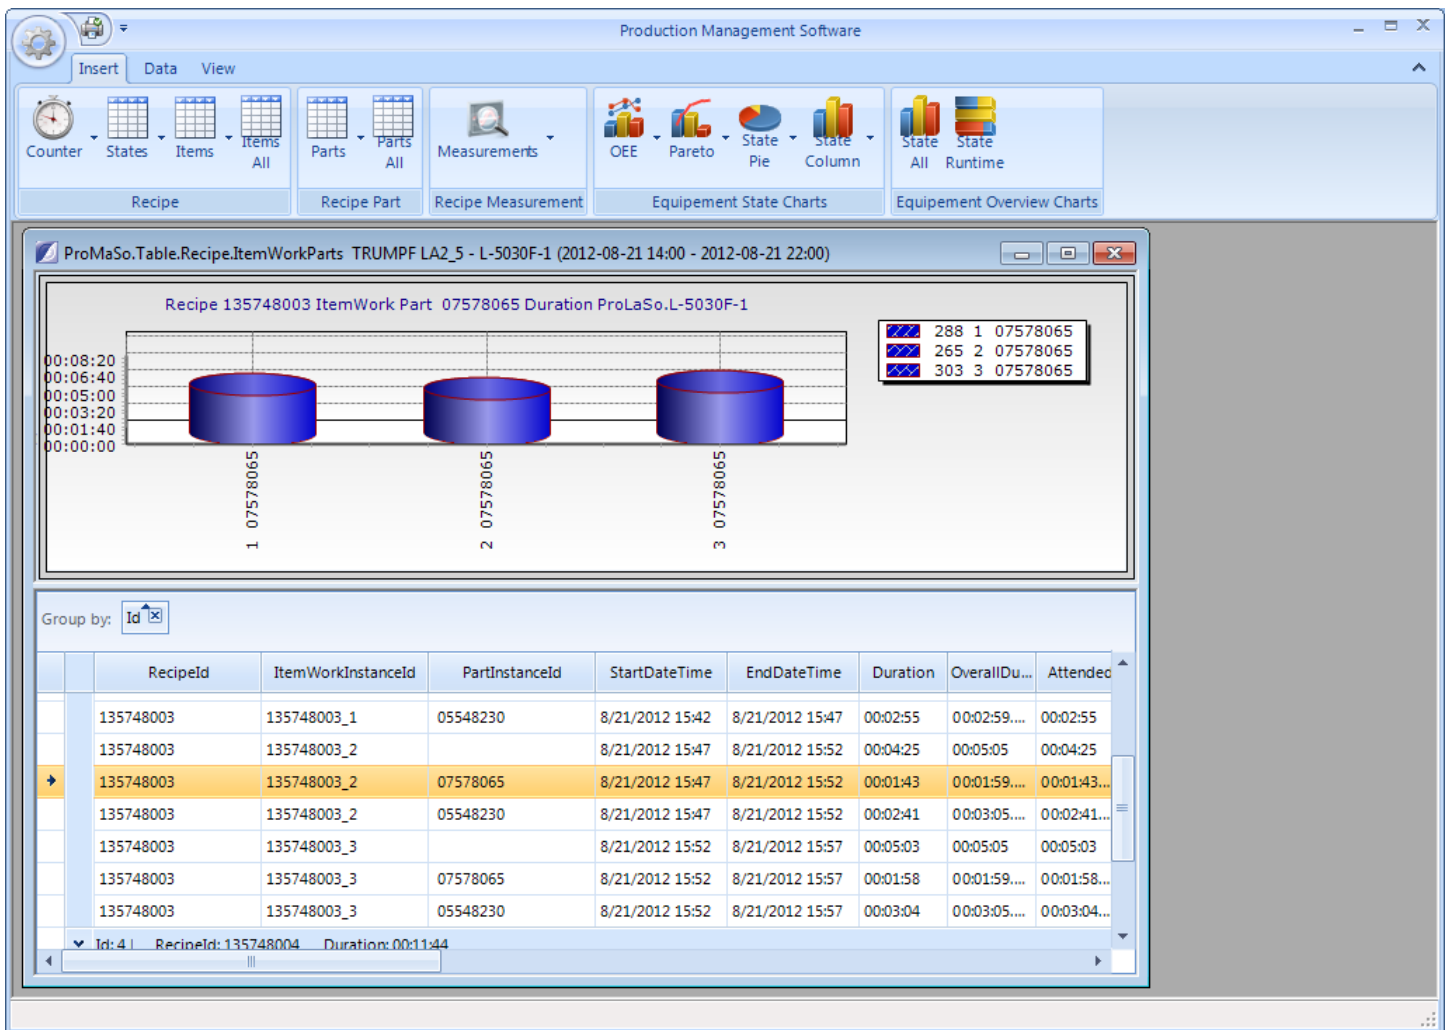 Production Management Software
Insert Data View
Counter States Items Items All Parts Parts All Measurements OEE Pareto State Pie State Column State All State Runtime
Recipe Recipe Part Recipe Measurement Equipement State Charts Equipement Overview Charts
ProMaSo.Table.Recipe.ItemWorkParts TRUMPF LA2_5 - L-5030F-1 (2012-08-21 14:00 - 2012-08-21 22:00)
Recipe 135748003 ItemWork Part 07578065 Duration ProLaSo.L-5030F-1
288 1 07578065
265 2 07578065
303 3 07578065
00:08:20
00:06:40
00:05:00
00:03:20
00:01:40
00:00:00
1 07578065
2 07578065
3 07578065
Group by: Id
RecipeId ItemWorkInstanceId PartInstanceId StartDateTime EndDateTime Duration OverallDu... Attended
135748003 135748003_1 05548230 8/21/2012 15:42 8/21/2012 15:47 00:02:55 00:02:59.... 00:02:55
135748003 135748003_2 8/21/2012 15:47 8/21/2012 15:52 00:04:25 00:05:05 00:04:25
135748003 135748003_2 07578065 8/21/2012 15:47 8/21/2012 15:52 00:01:43 00:01:59.... 00:01:43...
135748003 135748003_2 05548230 8/21/2012 15:47 8/21/2012 15:52 00:02:41 00:03:05.... 00:02:41...
135748003 135748003_3 8/21/2012 15:52 8/21/2012 15:57 00:05:03 00:05:05 00:05:03
135748003 135748003_3 07578065 8/21/2012 15:52 8/21/2012 15:57 00:01:58 00:01:59.... 00:01:58...
135748003 135748003_3 05548230 8/21/2012 15:52 8/21/2012 15:57 00:03:04 00:03:05.... 00:03:04...
Id: 4 | RecipeId: 135748004 Duration: 00:11:44